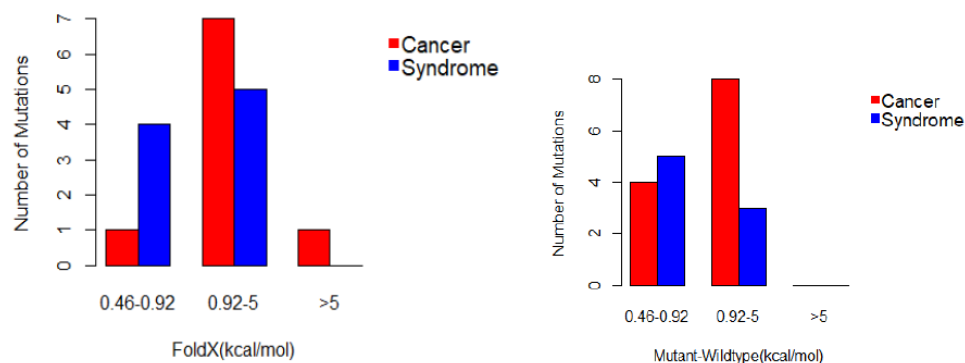 Number of Mutations
7
6
5
4
3
2
1
0
Cancer
Syndrome
0.46-0.92 0.92-5 >5
FoldX(kcal/mol)
Number of Mutations
8
6
4
2
0
Cancer
Syndrome
0.46-0.92 0.92-5 >5
Mutant-Wildtype(kcal/mol)